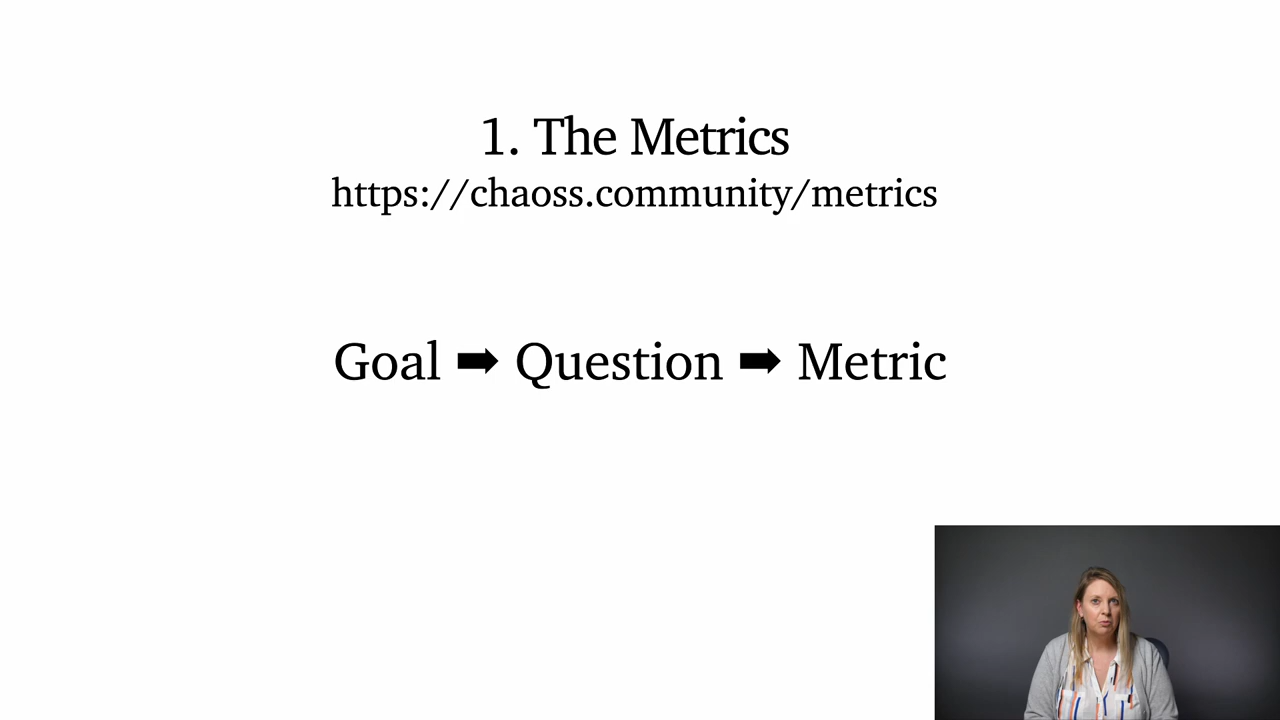 1. The Metrics
https://chaoss.community/metrics
Goal ➡ Question ➡ Metric